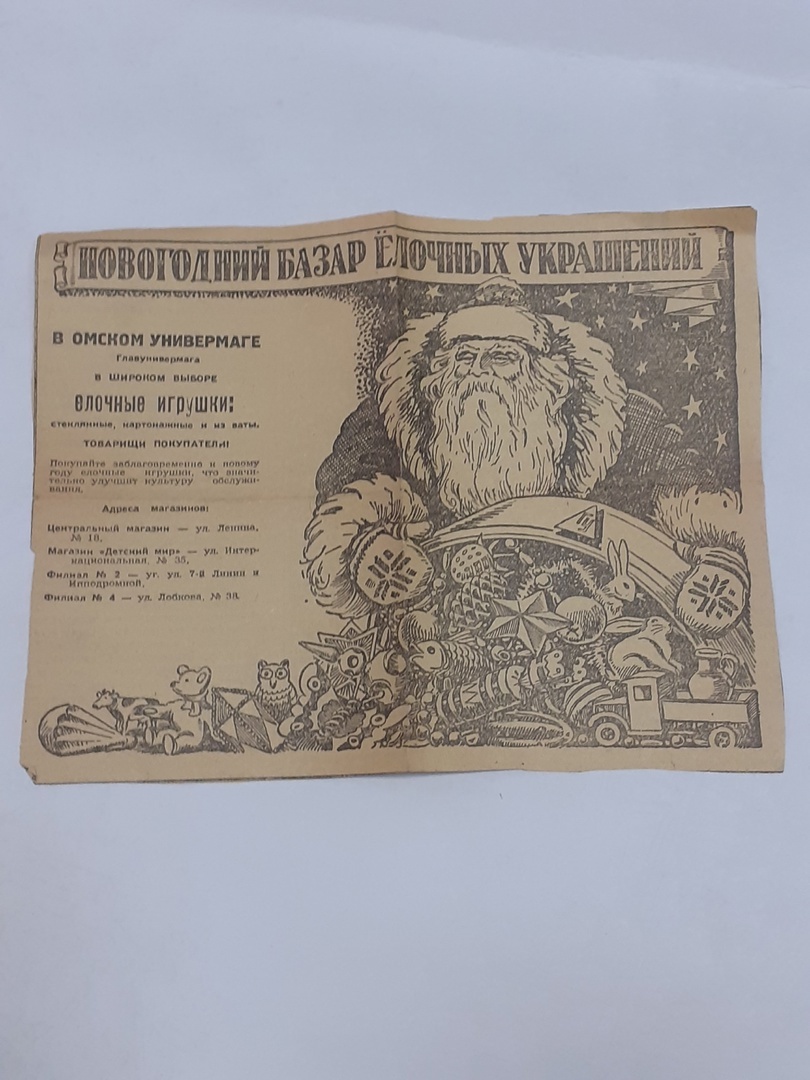 НОВОГОДНИЙ БАЗАР ЁЛОЧНЫХ УКРАШЕНИЙ
В ОМСКОМ УНИВЕРМАГЕ
Главунивермага
В ШИРОКОМ ВЫБОРЕ
ёлочные игрушки:
стеклянные, картонажные и из ваты.
ТОВАРИЩИ ПОКУПАТЕЛИ!
Покупайте заблаговременно к новому
году елочные игрушки, что значи-
тельно улучшит культуру обслужи-
вания.
Адреса магазинов:
Центральный магазин — ул. Ленина,
№ 18.
Магазин «Детский мир» — ул. Интер-
национальная, № 35.
Филиал № 2 — уг. ул. 7-й Линии и
Ипподромной.
Филиал № 4 — ул. Лобкова, № 38.